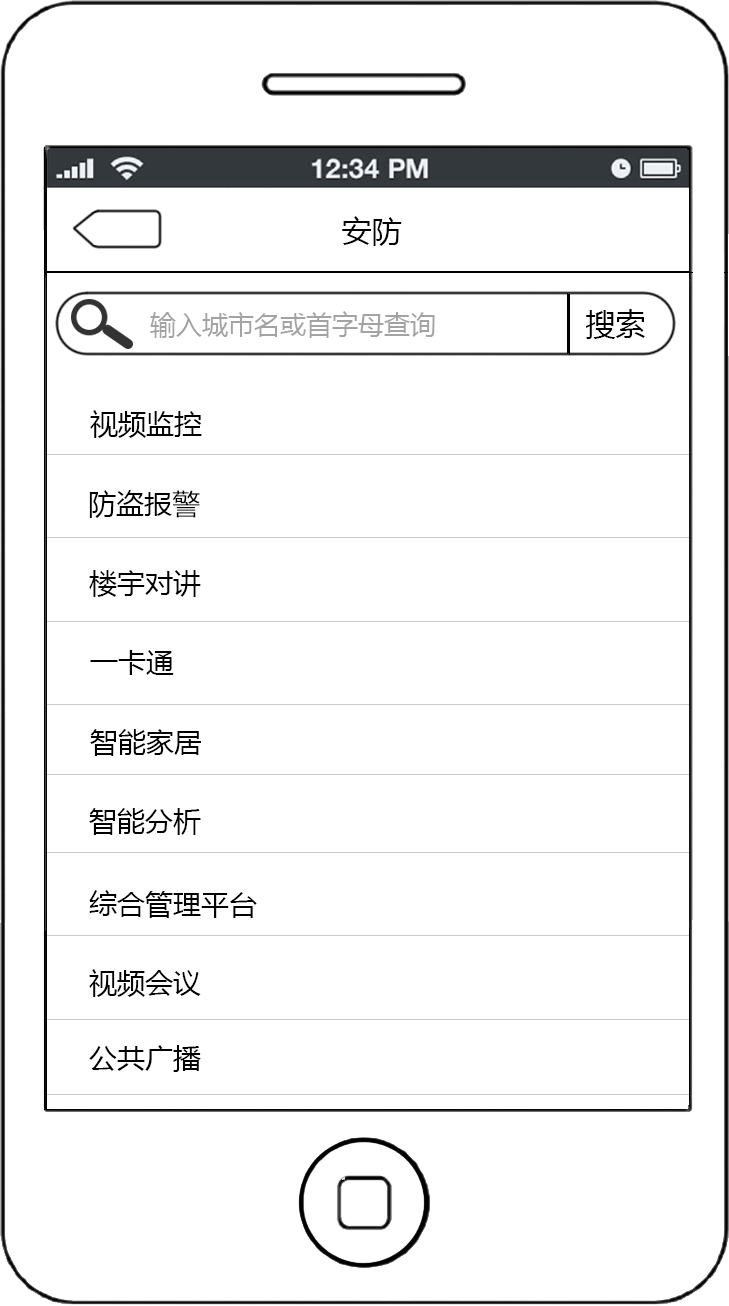 12:34 PM
安防
输入城市名或首字母查询 搜索
视频监控
防盗报警
楼宇对讲
一卡通
智能家居
智能分析
综合管理平台
视频会议
公共广播